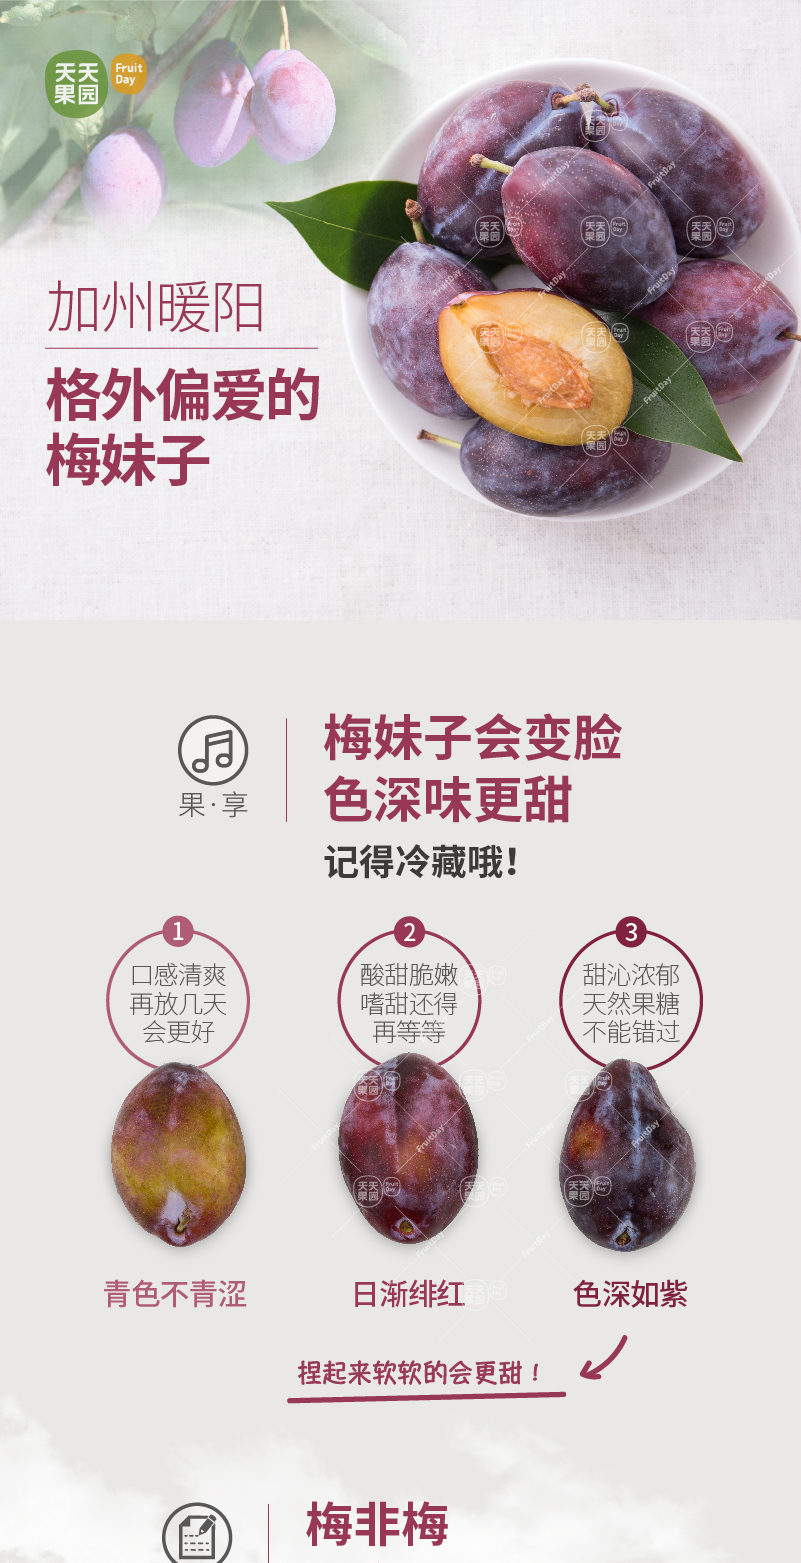 天天
果园
Fruit
Day
加州暖阳
格外偏爱的
梅妹子
果·享
梅妹子会变脸
色深味更甜
记得冷藏哦！
1
口感清爽
再放几天
会更好
2
酸甜脆嫩
嗜甜还得
再等等
3
甜沁浓郁
天然果糖
不能错过
青色不青涩
日渐绯红
色深如紫
捏起来软软的会更甜！
梅非梅